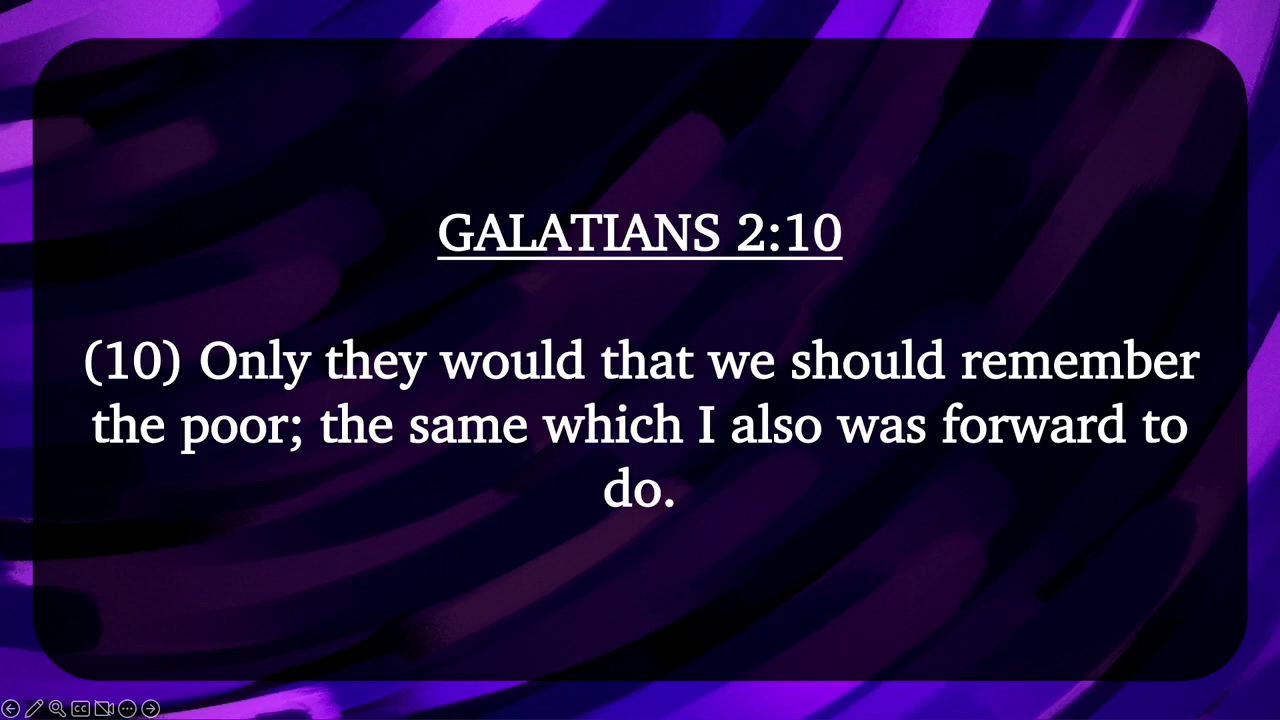 GALATIANS 2:10
(10) Only they would that we should remember
the poor; the same which I also was forward to
do.
CC